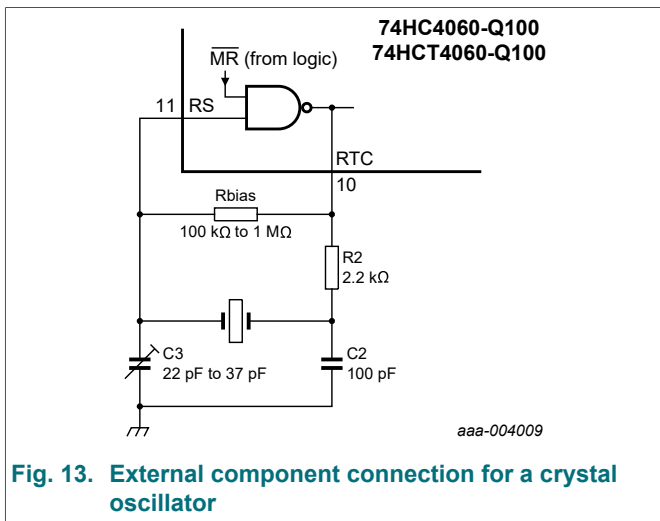 74HC4060-Q100
74HCT4060-Q100
MR (from logic)
11 RS
RTC
10
Rbias
100 kΩ to 1 MΩ
R2
2.2 kΩ
C3
22 pF to 37 pF
C2
100 pF
aaa-004009
Fig. 13. External component connection for a crystal
oscillator